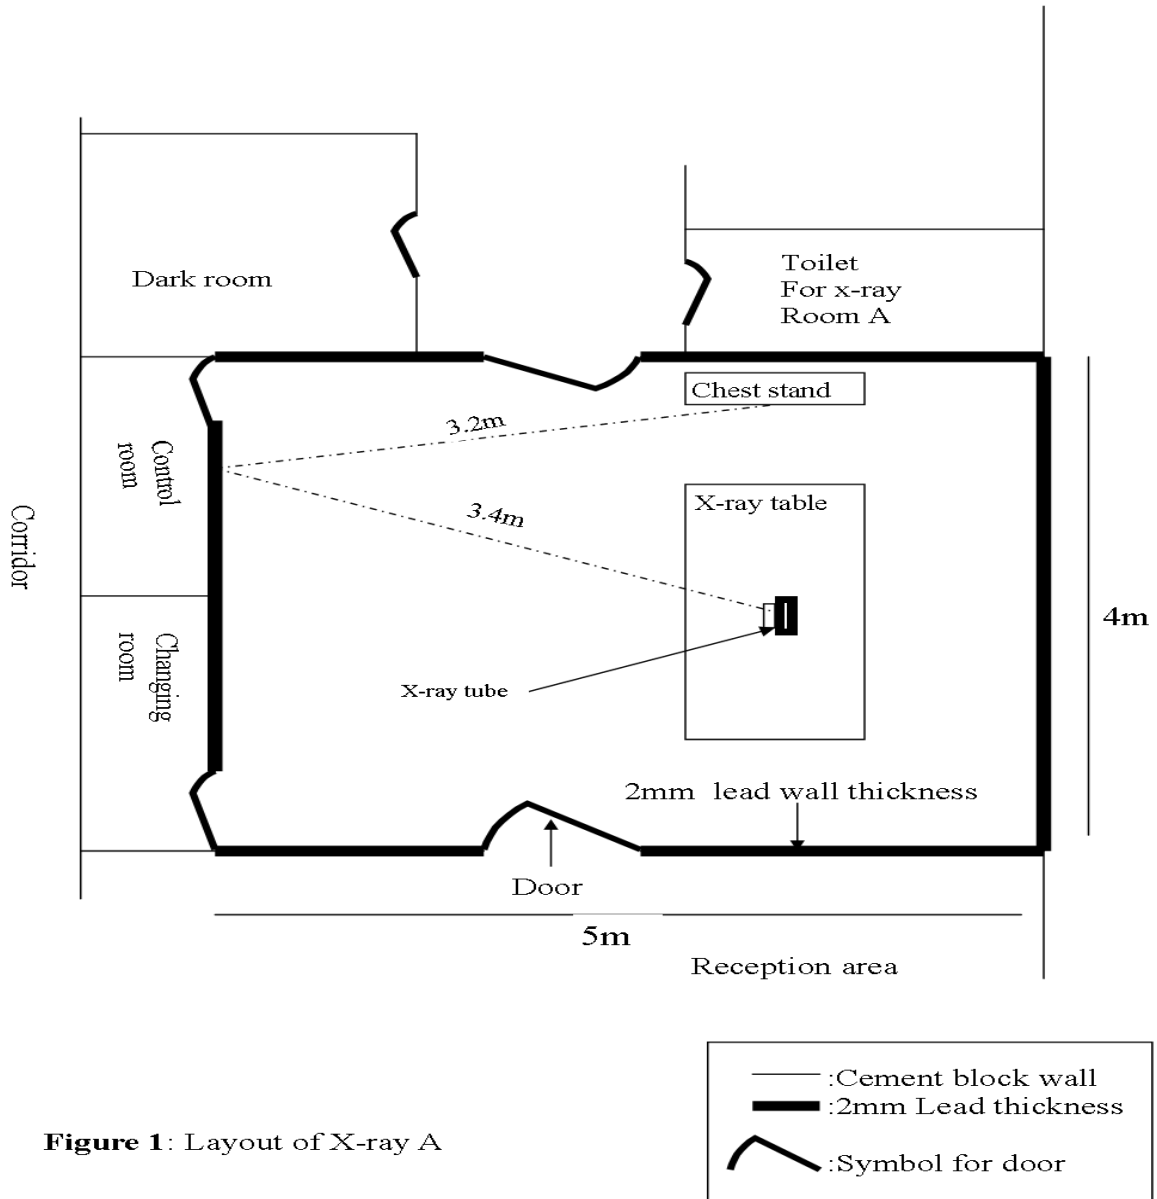 Dark room
Toilet
For x-ray
Room A
Chest stand
3.2m
Control
room
X-ray table
3.4m
Corridor
4m
Changing
room
X-ray tube
2mm lead wall thickness
Door
5m
Reception area
:Cement block wall
:2mm Lead thickness
:Symbol for door
Figure 1: Layout of X-ray A